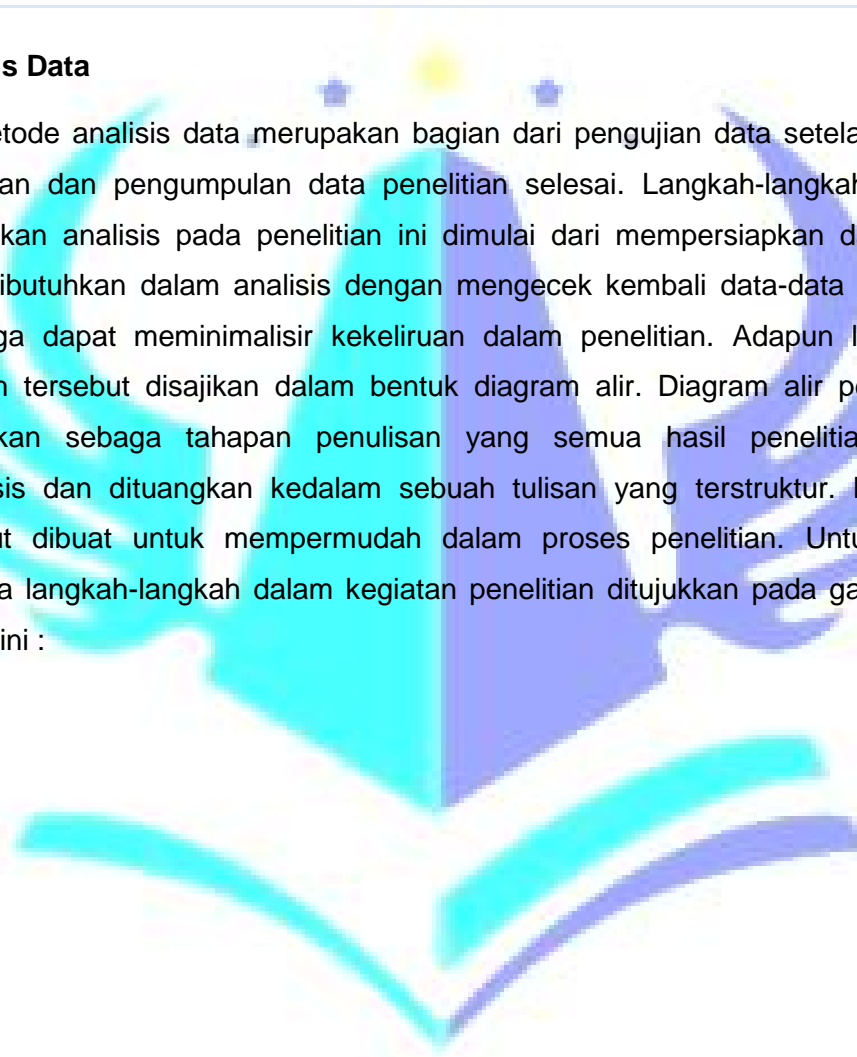 s Data
etode analisis data merupakan bagian dari pengujian data setela
an dan pengumpulan data penelitian selesai. Langkah-langkah
kan analisis pada penelitian ini dimulai dari mempersiapkan d
ibutuhkan dalam analisis dengan mengecek kembali data-data
ga dapat meminimalisir kekeliruan dalam penelitian. Adapun l
n tersebut disajikan dalam bentuk diagram alir. Diagram alir pe
kan sebaga tahapan penulisan yang semua hasil penelitia
sis dan dituangkan kedalam sebuah tulisan yang terstruktur.
ut dibuat untuk mempermudah dalam proses penelitian. Untu
a langkah-langkah dalam kegiatan penelitian ditujukkan pada ga
ini :